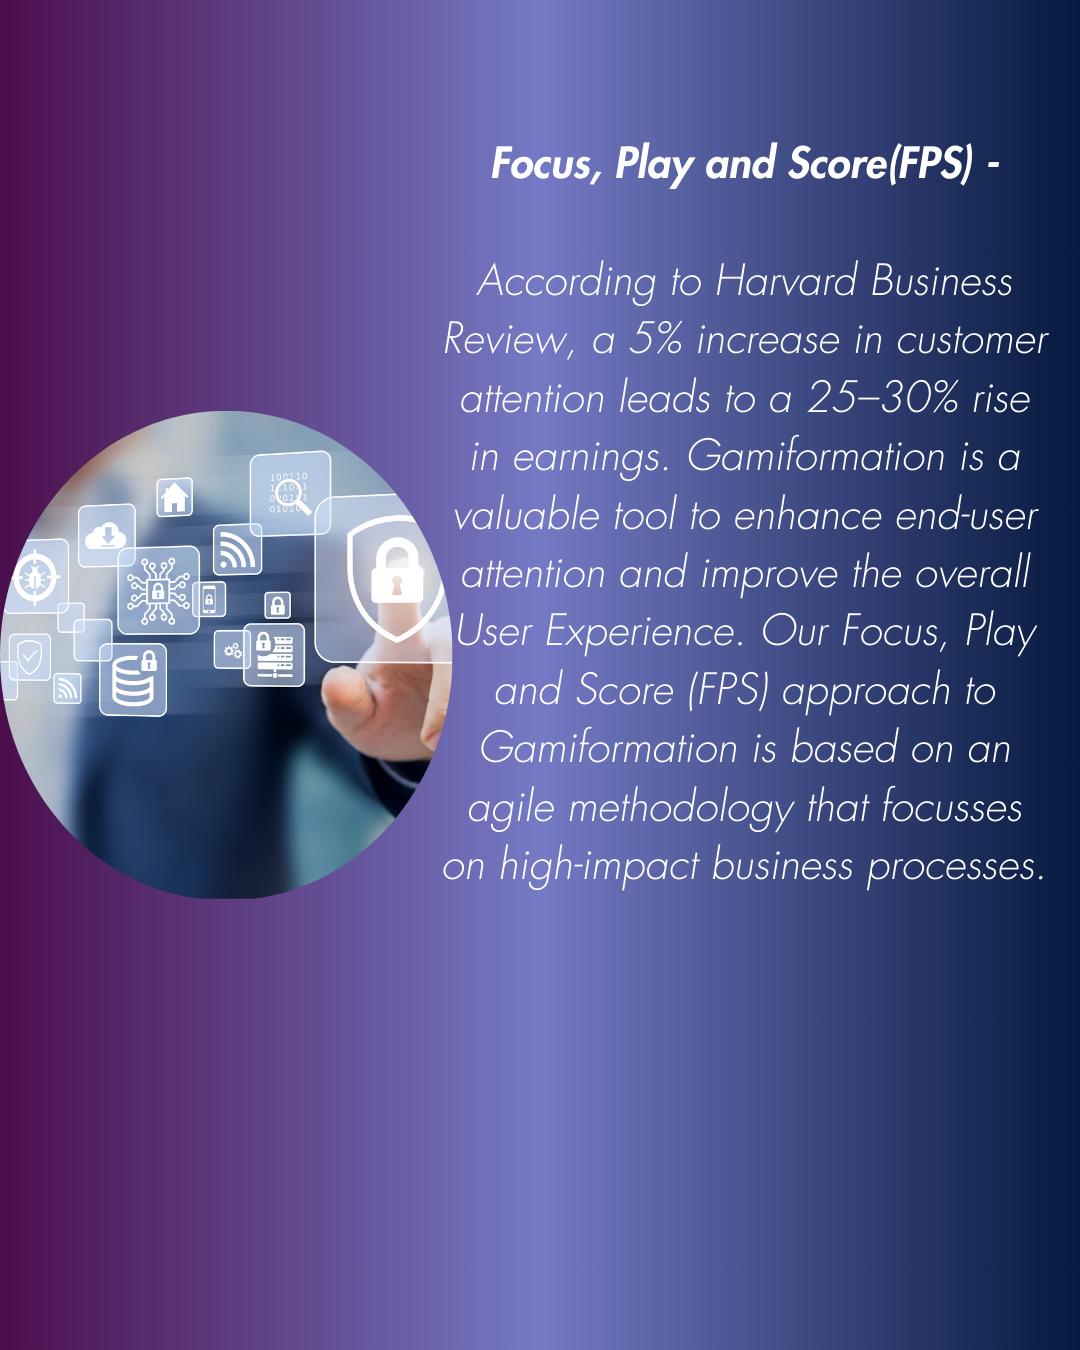 Focus, Play and Score(FPS) -
According to Harvard Business
Review, a 5% increase in customer
attention leads to a 25–30% rise
in earnings. Gamiformation is a
valuable tool to enhance end-user
attention and improve the overall
User Experience. Our Focus, Play
and Score (FPS) approach to
Gamiformation is based on an
agile methodology that focusses
on high-impact business processes.